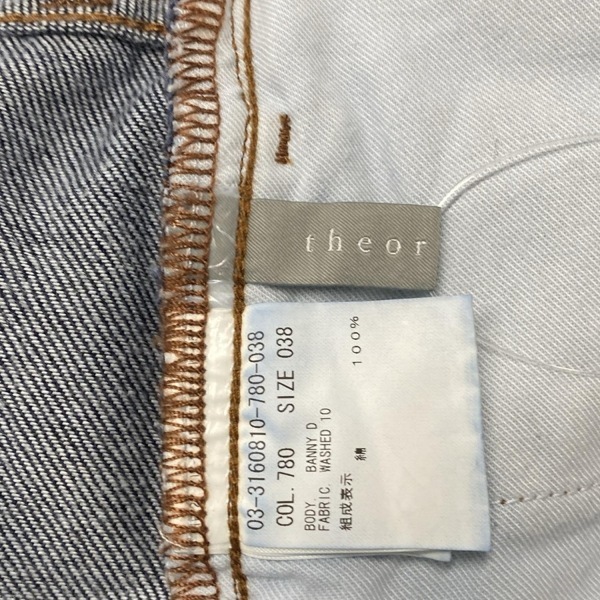 theor
03-3160810-780-038
COL. 780 SIZE 038
BODY. BANNY D
FABRIC. WASHED 10
組成表示
綿 100%